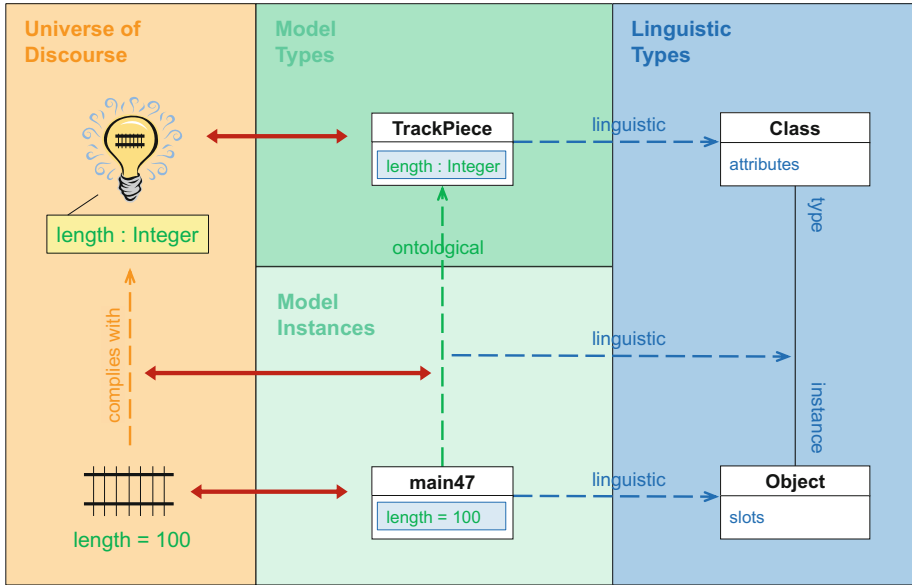 Universe of
Discourse
Model
Types
Linguistic
Types
TrackPiece
length : Integer
linguistic
Class
attributes
length : Integer
type
ontological
Model
Instances
complies with
linguistic
instance
main47
length = 100
linguistic
Object
slots
length = 100